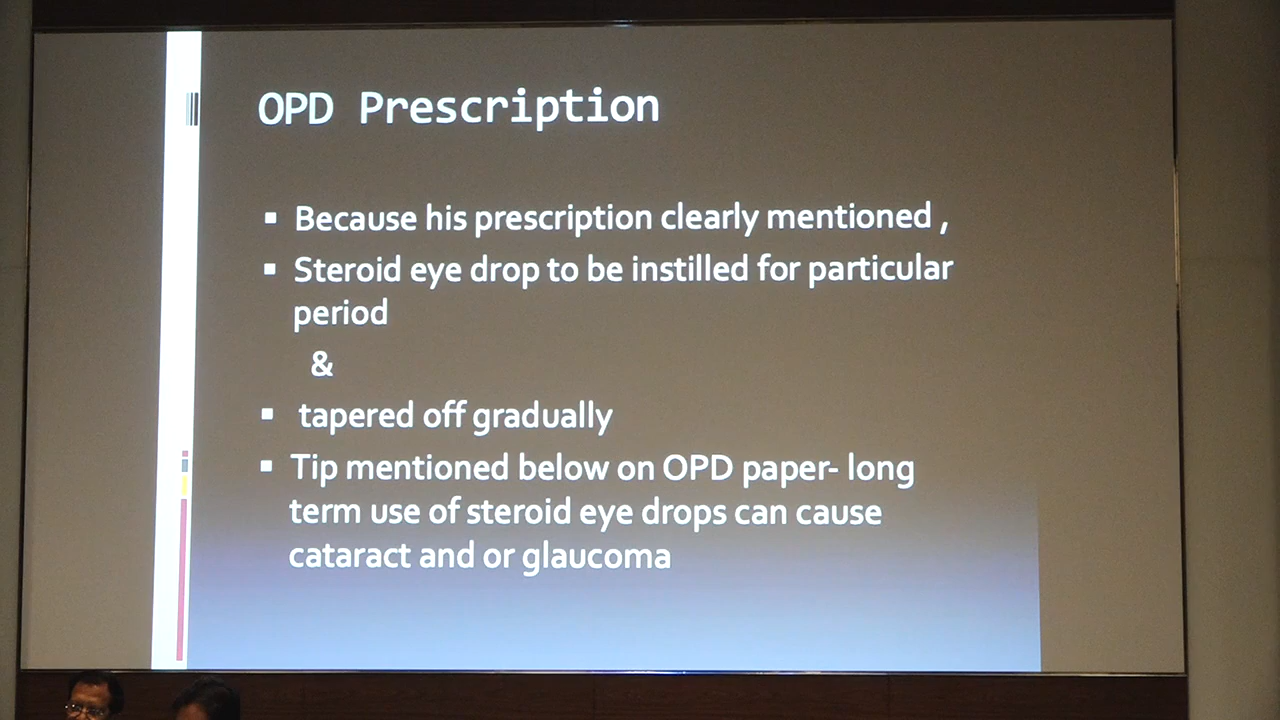 OPD Prescription
▪ Because his prescription clearly mentioned ,
▪ Steroid eye drop to be instilled for particular
period
&
▪ tapered off gradually
▪ Tip mentioned below on OPD paper- long
term use of steroid eye drops can cause
cataract and or glaucoma